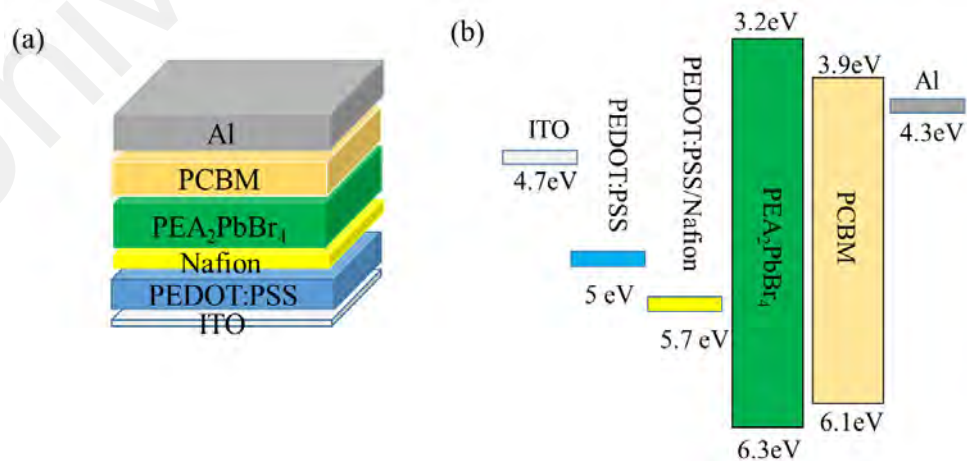 (a)
Al
PCBM
PEA₂PbBr₄
Nafion
PEDOT:PSS
ITO
(b)
ITO
4.7eV
PEDOT:PSS
5 eV
PEDOT:PSS/Nafion
5.7 eV
3.2eV
PEA₂PbBr₄
6.3eV
3.9eV
PCBM
6.1eV
Al
4.3eV